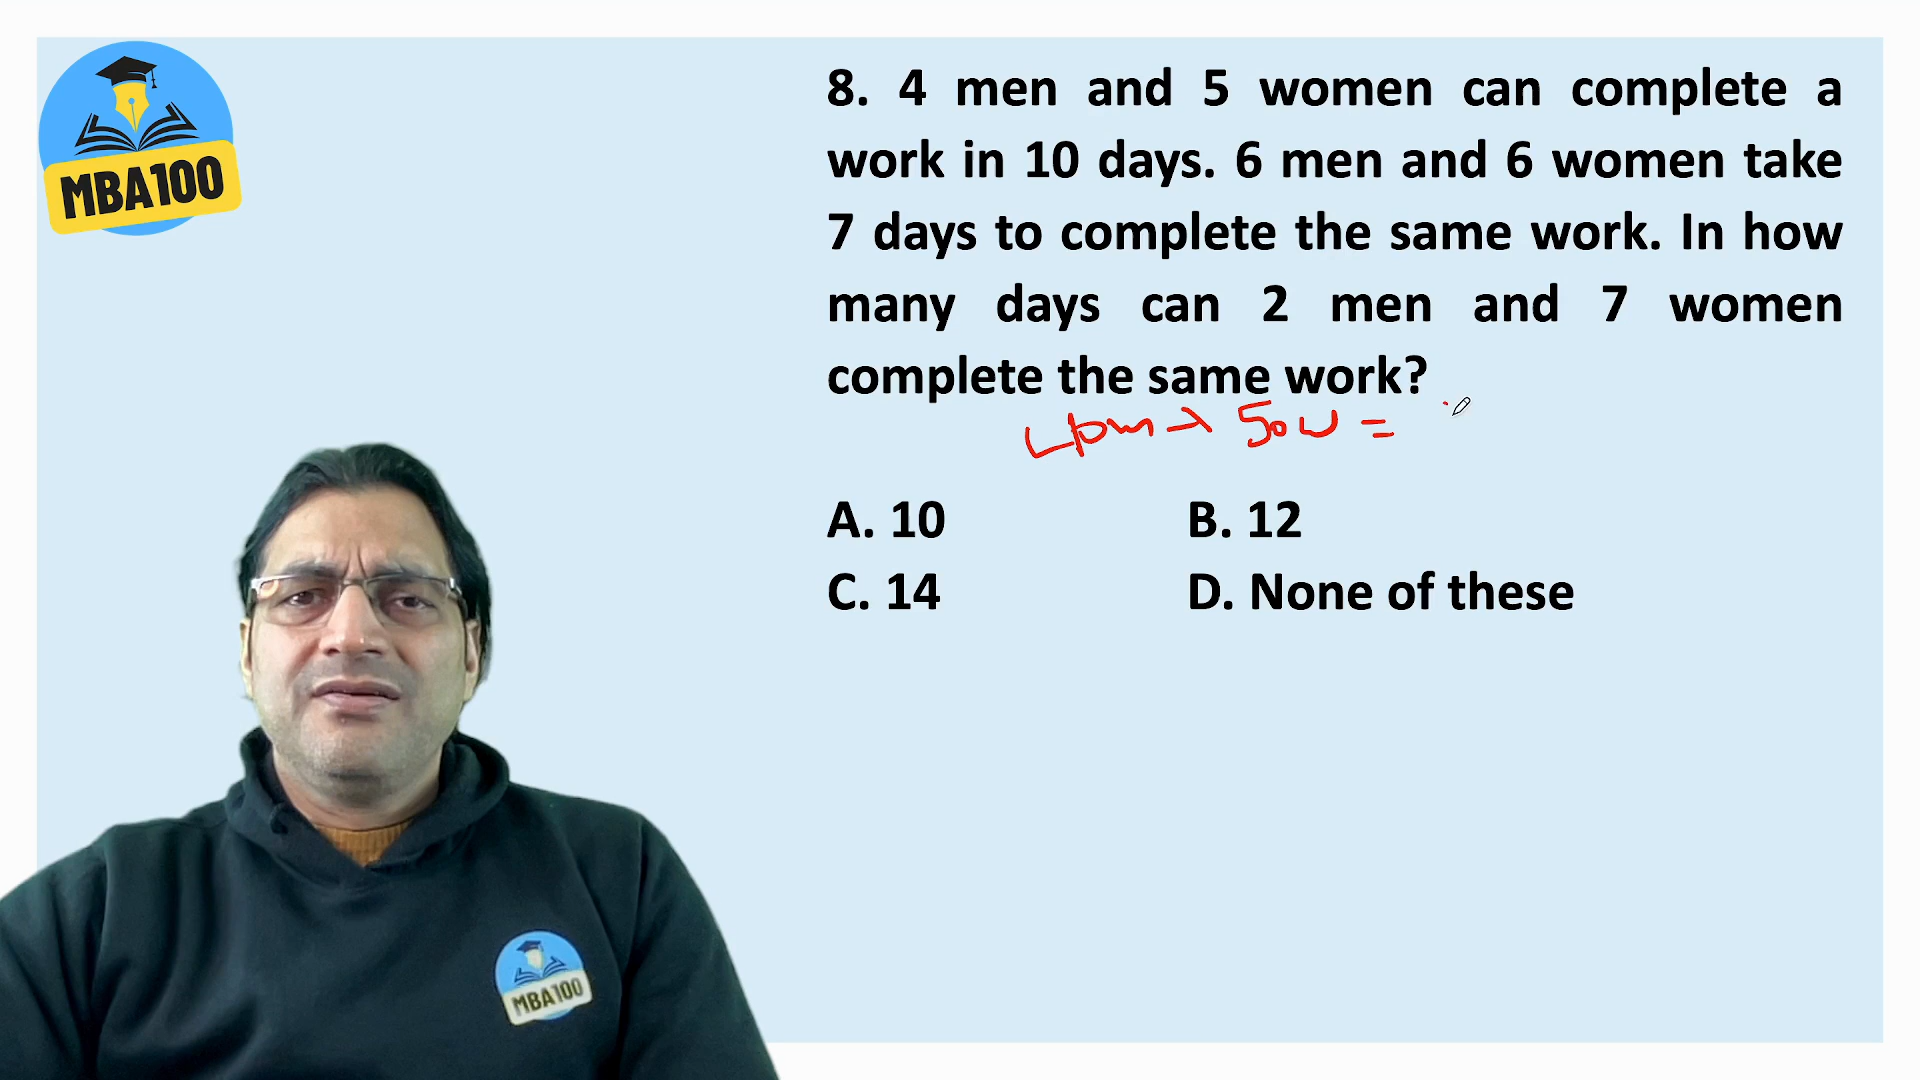 MBA100
8. 4 men and 5 women can complete a
work in 10 days. 6 men and 6 women take
7 days to complete the same work. In how
many days can 2 men and 7 women
complete the same work?
50W =
A. 10 B. 12
C. 14 D. None of these
MBA100